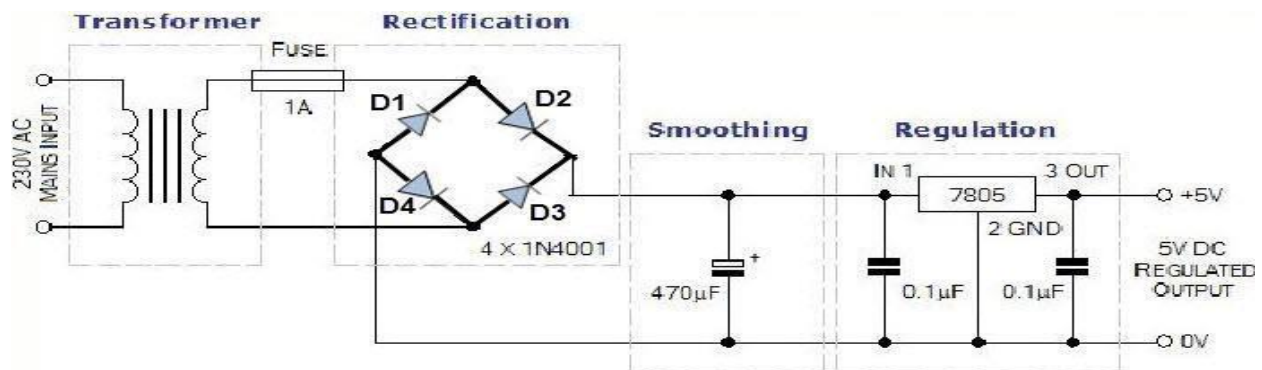 Transformer
Rectification
FUSE
1A
D1
D2
D4
D3
4 X 1N4001
230V AC
MAINS INPUT
Smoothing
Regulation
470µF
+
IN 1
7805
3 OUT
2 GND
0.1µF
0.1µF
+5V
5V DC
REGULATED
OUTPUT
0V